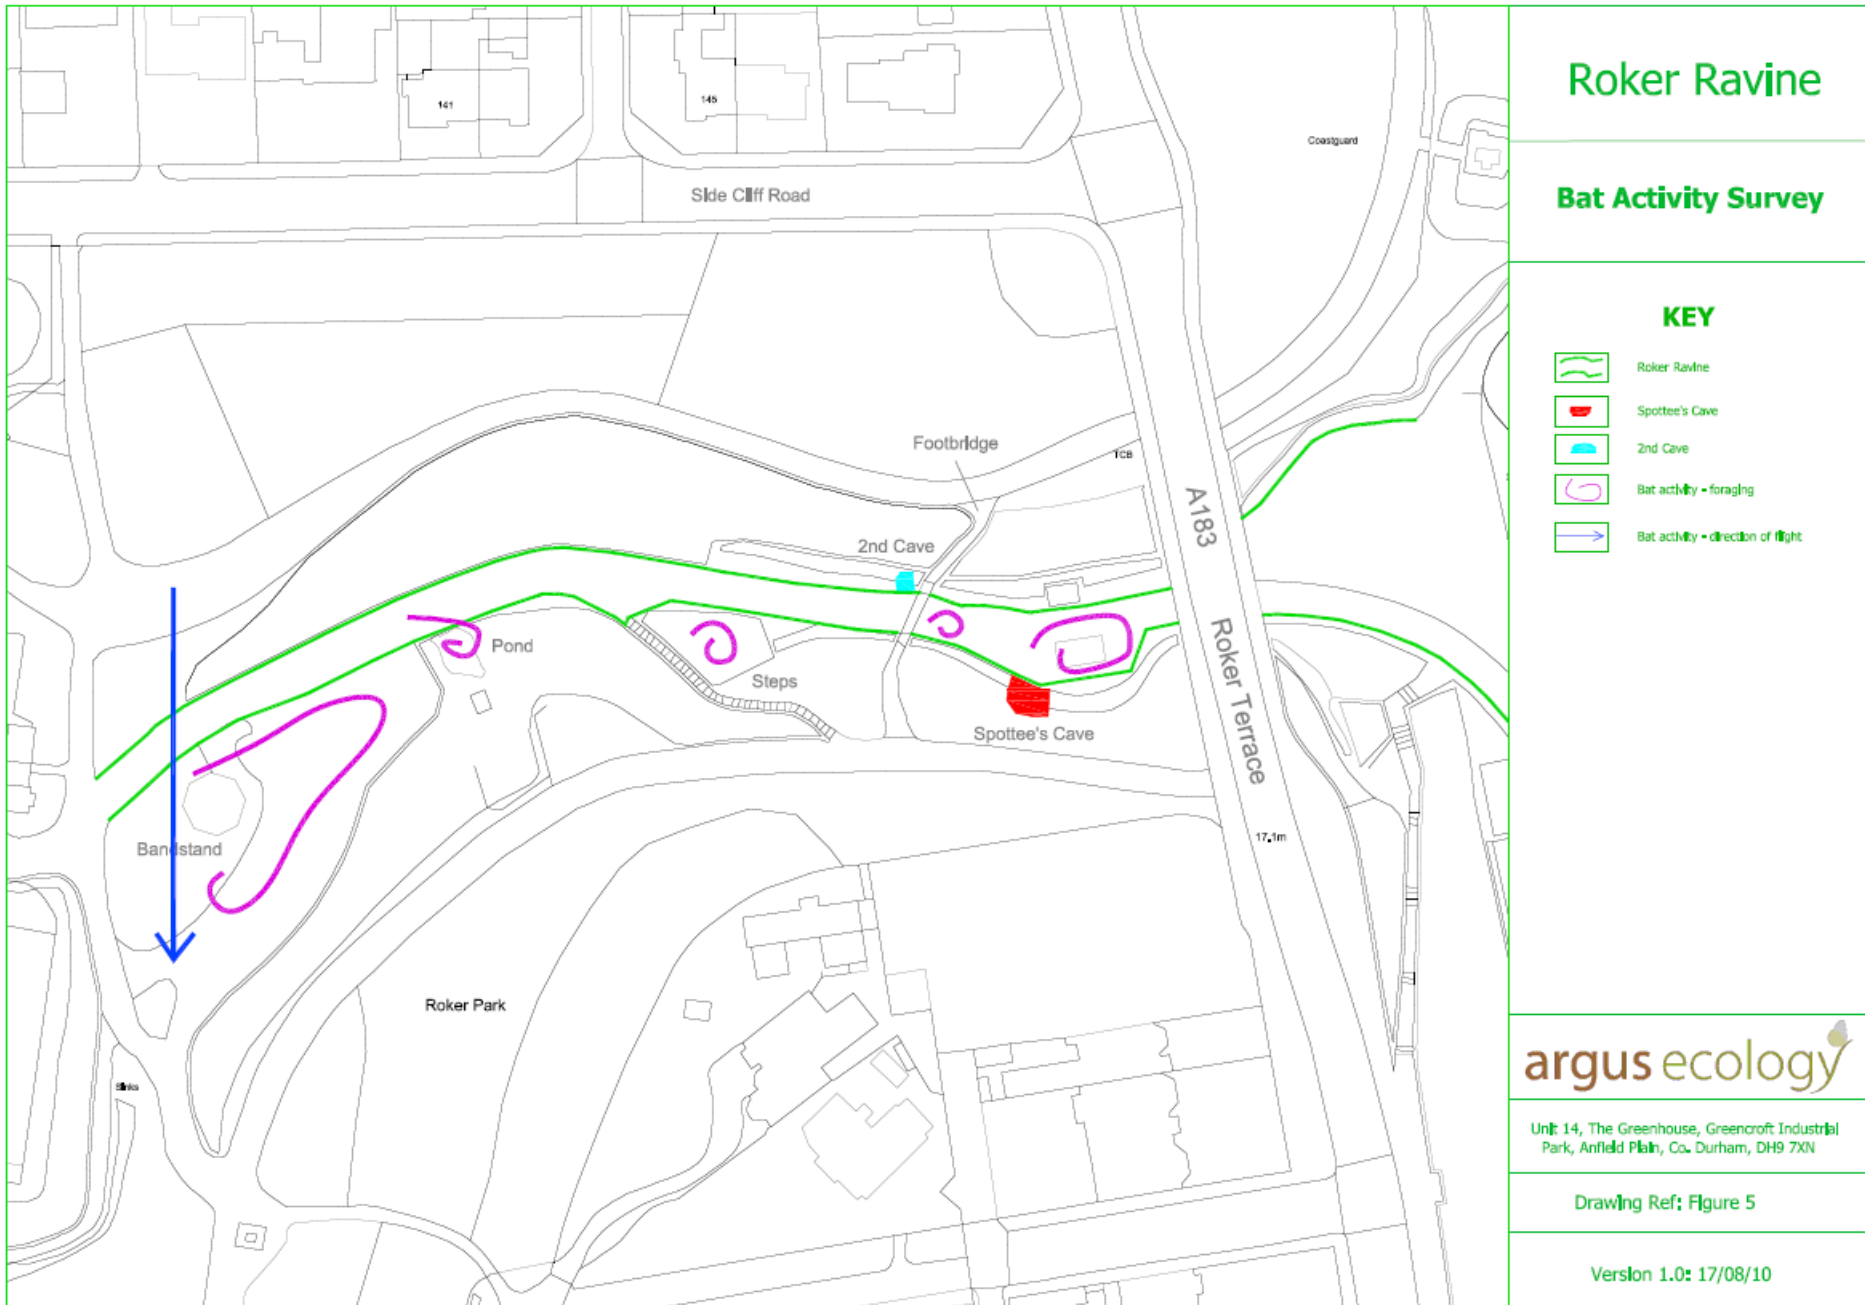 141
145
Side Cliff Road
Coastguard
Footbridge
TCB
A183
2nd Cave
Pond
Steps
Roker Terrace
Spottee's Cave
Bandstand
17.1m
Roker Park
Slinks
Roker Ravine
Bat Activity Survey
KEY
Roker Ravine
Spottee's Cave
2nd Cave
Bat activity - foraging
Bat activity - direction of flight
argus ecology
Unit 14, The Greenhouse, Greencroft Industrial
Park, Anfield Plain, Co. Durham, DH9 7XN
Drawing Ref: Figure 5
Version 1.0: 17/08/10